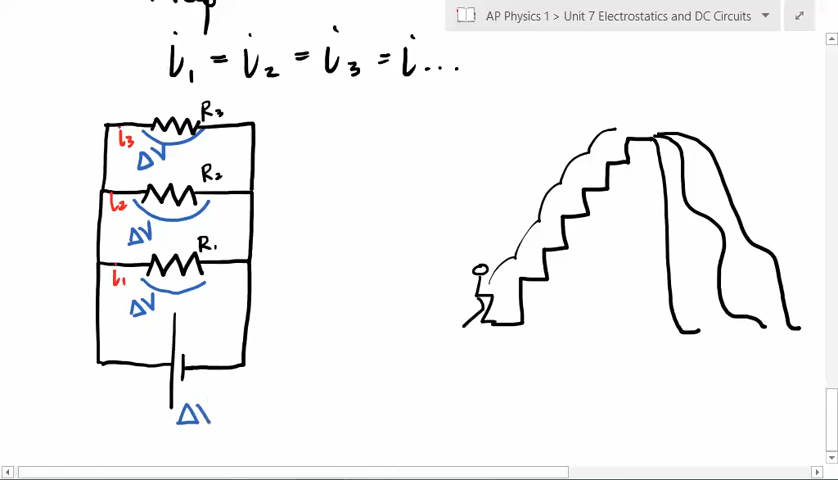 AP Physics 1 > Unit 7 Electrostatics and DC Circuits
i₁ = i₂ = i₃ = i...
R₃
i₃
ΔV
R₂
i₂
ΔV
R₁
i₁
ΔV